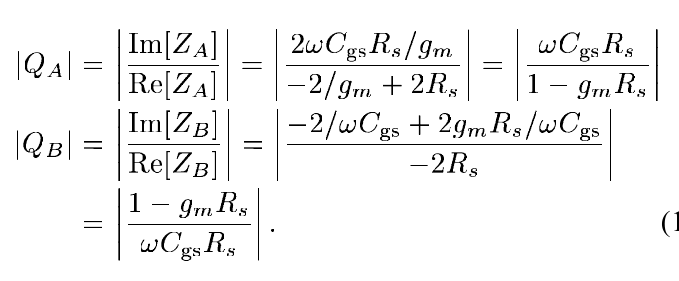 |Q_A| = |Im[Z_A]/Re[Z_A]| = |(2ωC_gs R_s/g_m)/(−2/g_m + 2R_s)| = |(ωC_gs R_s)/(1 − g_m R_s)|
|Q_B| = |Im[Z_B]/Re[Z_B]| = |(−2/ωC_gs + 2g_m R_s/ωC_gs)/(−2R_s)|
= |(1 − g_m R_s)/(ωC_gs R_s)|. (1